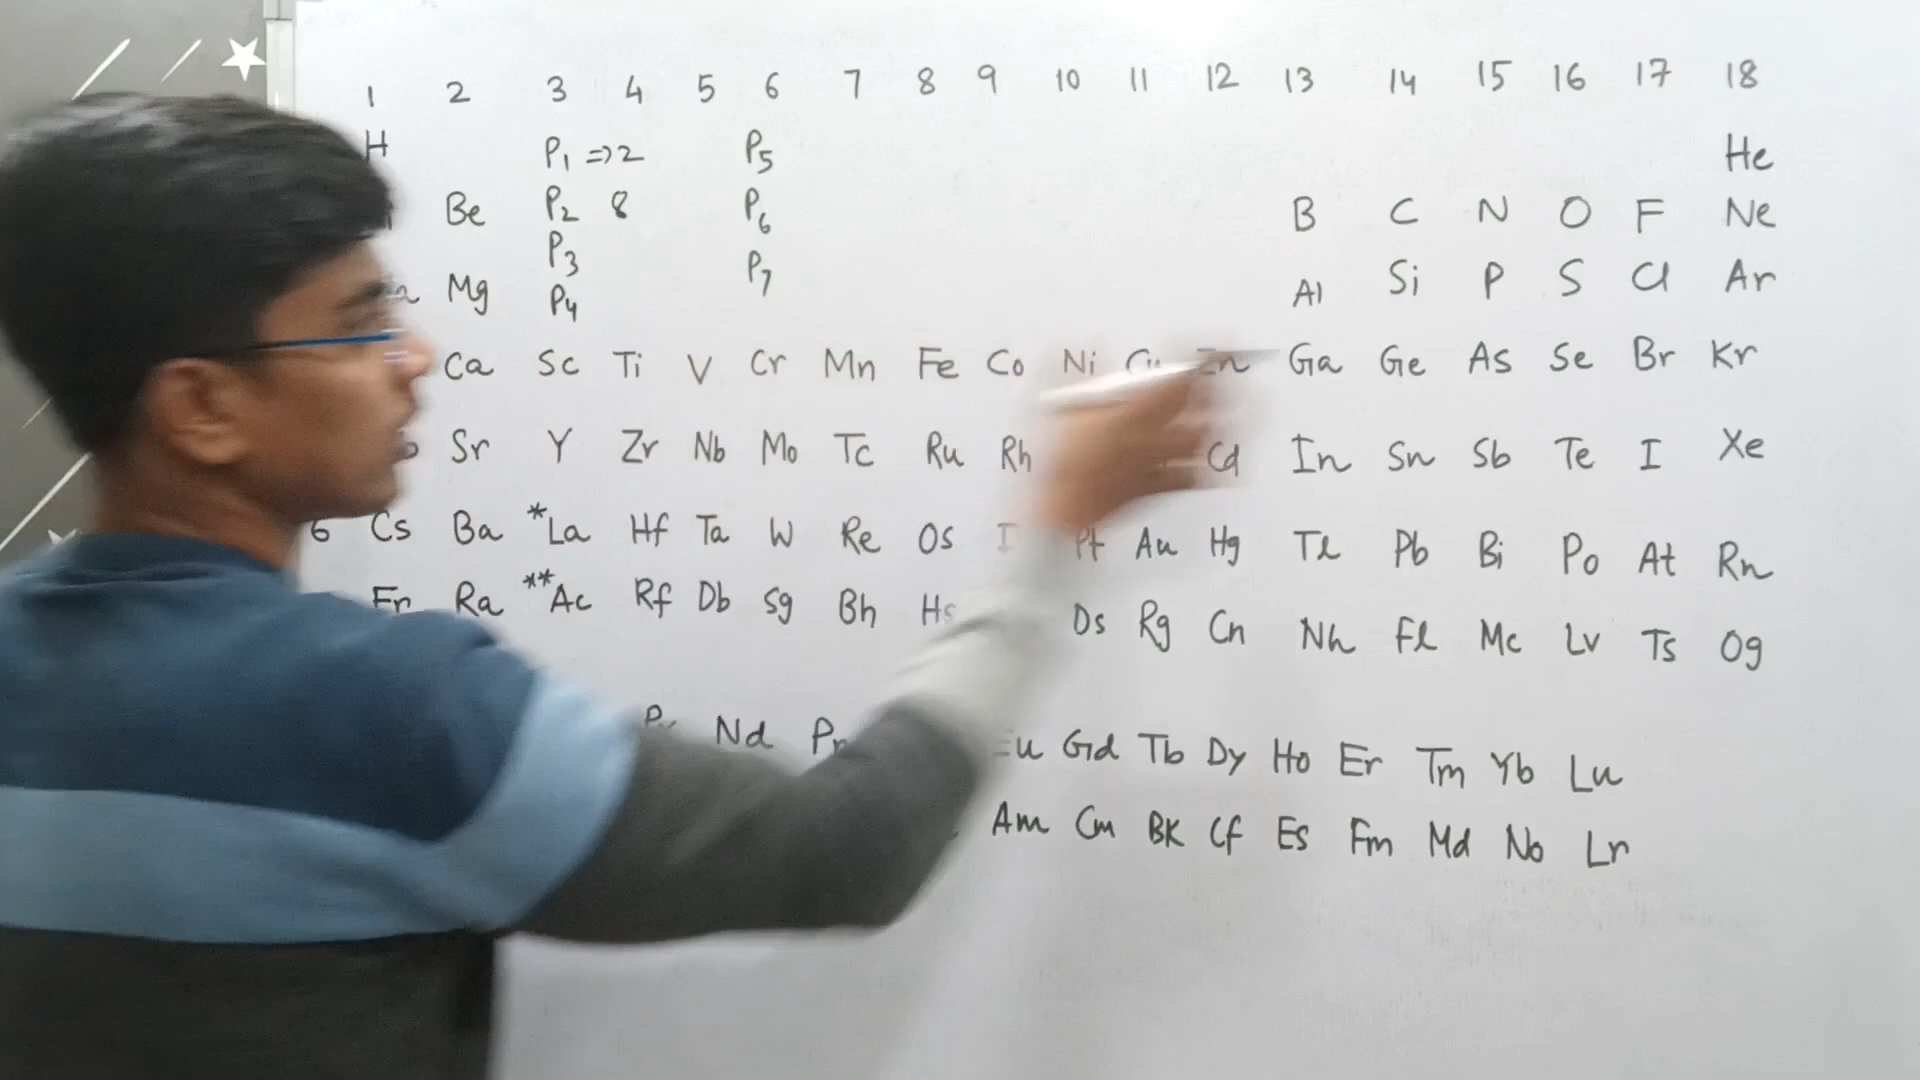 1 2 3 4 5 6 7 8 9 10 11 12 13 14 15 16 17 18
H P1 => 2 P5 He
Be P2 8 P6 B C N O F Ne
P3
Mg P4 P7 Al Si P S Cl Ar
Ca Sc Ti V Cr Mn Fe Co Ni Cu Zn Ga Ge As Se Br Kr
Sr Y Zr Nb Mo Tc Ru Rh Cd In Sn Sb Te I Xe
6 Cs Ba *La Hf Ta W Re Os Pt Au Hg Tl Pb Bi Po At Rn
Fr Ra **Ac Rf Db Sg Bh Hs Ds Rg Cn Nh Fl Mc Lv Ts Og
Nd Eu Gd Tb Dy Ho Er Tm Yb Lu
Am Cm BK Cf Es Fm Md No Lr